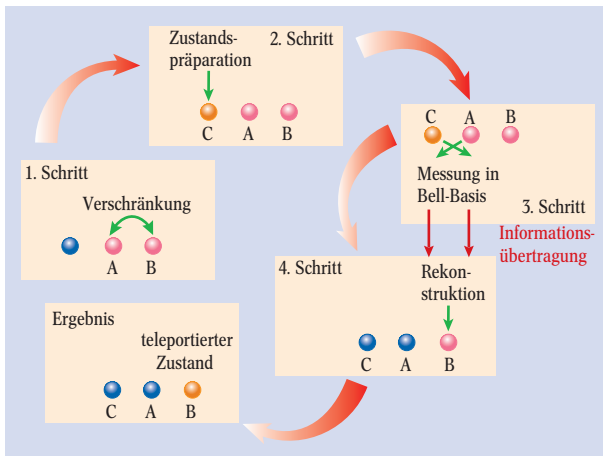 1. Schritt
Verschränkung
A B
Zustands-
präparation
2. Schritt
C A B
C A B
Messung in
Bell-Basis
3. Schritt
Informations-
übertragung
4. Schritt
Rekon-
struktion
C A B
Ergebnis
teleportierter
Zustand
C A B